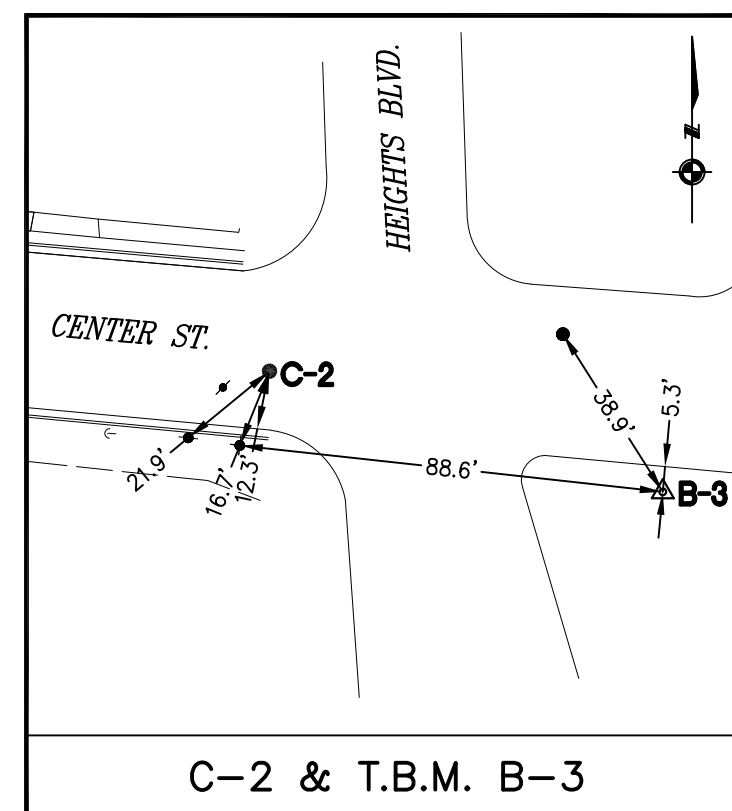 HEIGHTS BLVD.
N
CENTER ST.
C-2
38.9'
5.3'
21.9'
16.7'
12.3'
88.6'
B-3
C-2 & T.B.M. B-3